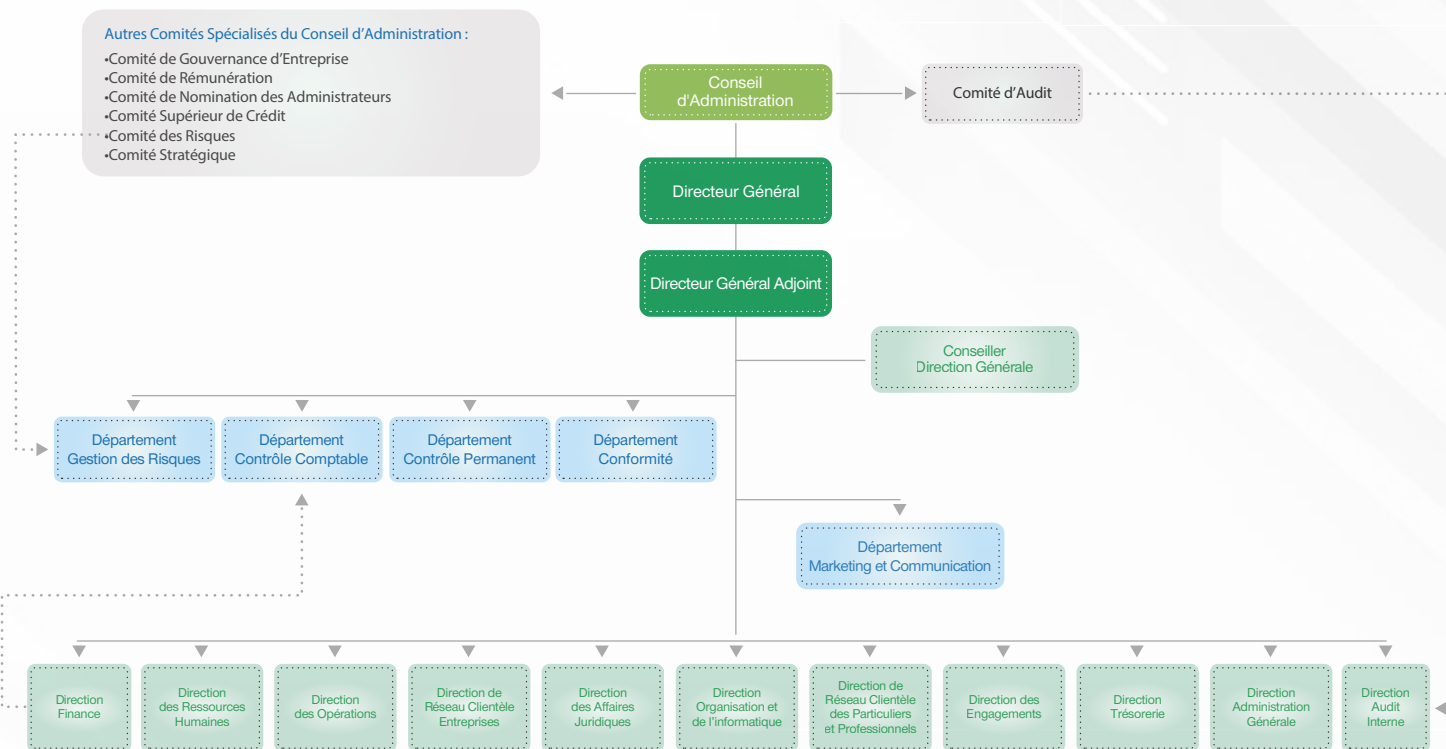 Autres Comités Spécialisés du Conseil d'Administration :
•Comité de Gouvernance d'Entreprise
•Comité de Rémunération
•Comité de Nomination des Administrateurs
•Comité Supérieur de Crédit
•Comité des Risques
•Comité Stratégique
Conseil
d'Administration
Comité d'Audit
Directeur Général
Directeur Général Adjoint
Conseiller
Direction Générale
Département
Gestion des Risques
Département
Contrôle Comptable
Département
Contrôle Permanent
Département
Conformité
Département
Marketing et Communication
Direction
Finance
Direction
des Ressources
Humaines
Direction
des Opérations
Direction de
Réseau Clientèle
Entreprises
Direction
des Affaires
Juridiques
Direction
Organisation et
de l'informatique
Direction de
Réseau Clientèle
des Particuliers
et Professionnels
Direction des
Engagements
Direction
Trésorerie
Direction
Administration
Générale
Direction
Audit
Interne